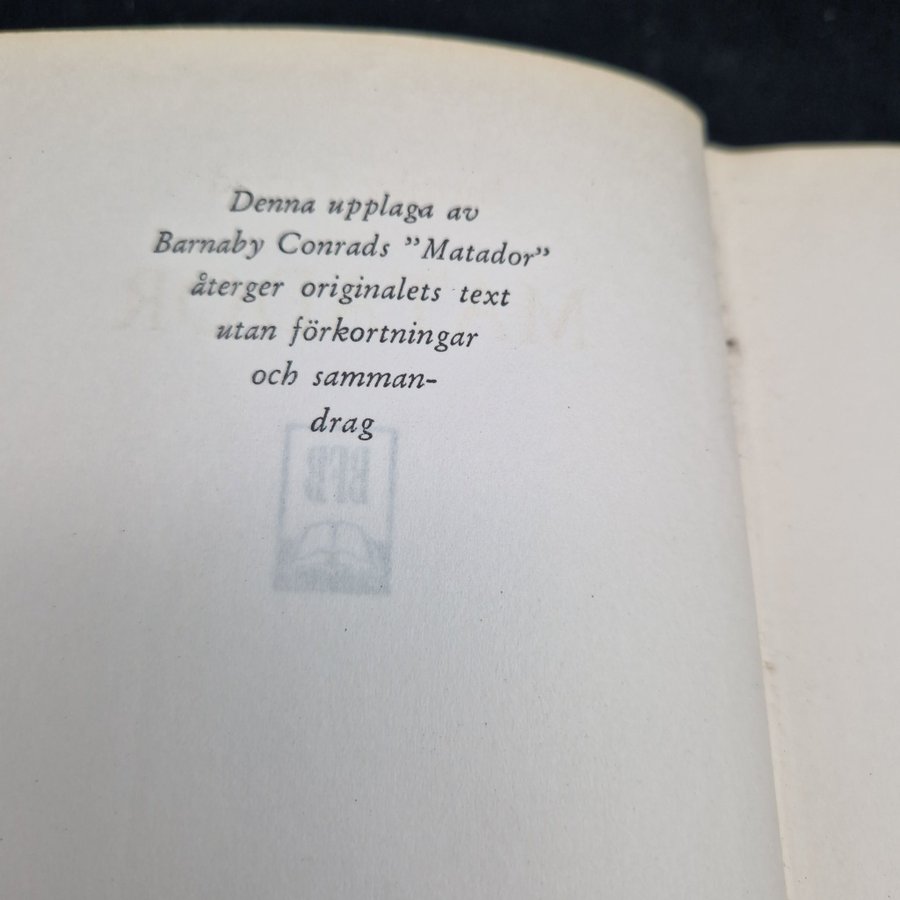 Denna upplaga av
Barnaby Conrads ”Matador”
återger originalets text
utan förkortningar
och samman-
drag